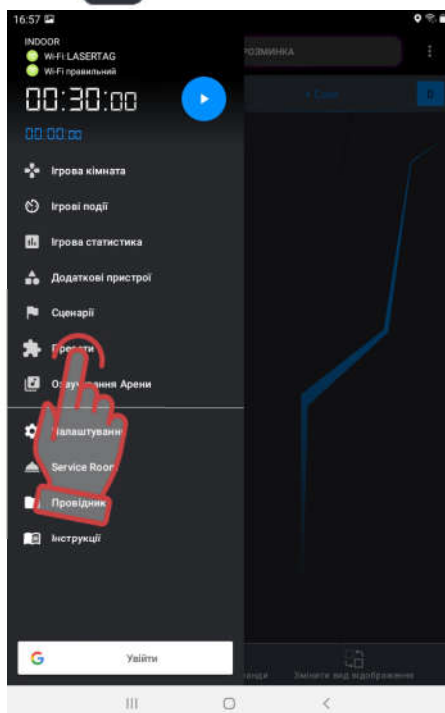 16:57
INDOOR
Wi-Fi:LASERTAG
Wi-Fi правильний
РОЗМИНКА
00:30:00
00:00:00
Ігрова кімната
Ігрові події
Ігрова статистика
Додаткові пристрої
Сценарії
Арени
Налаштування
Service Room
Провідник
Інструкції
Увійти
Змінити вид відображення